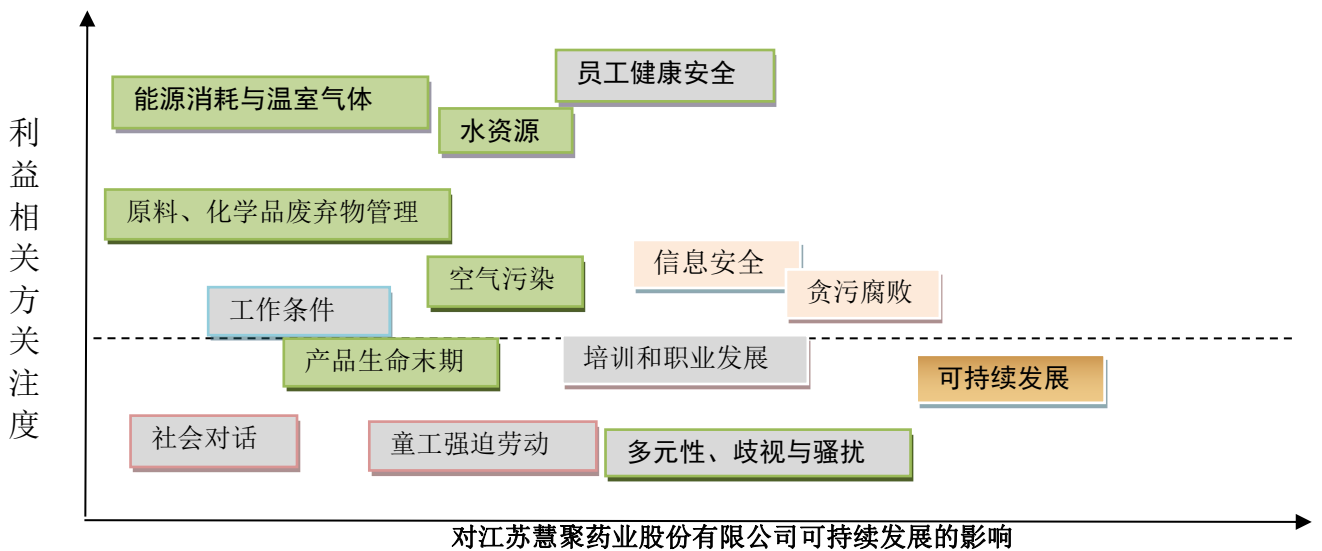 利益相关方关注度
员工健康安全
能源消耗与温室气体
水资源
原料、化学品废弃物管理
信息安全
空气污染
贪污腐败
工作条件
产品生命末期
培训和职业发展
可持续发展
社会对话
童工强迫劳动
多元性、歧视与骚扰
对江苏慧聚药业股份有限公司可持续发展的影响